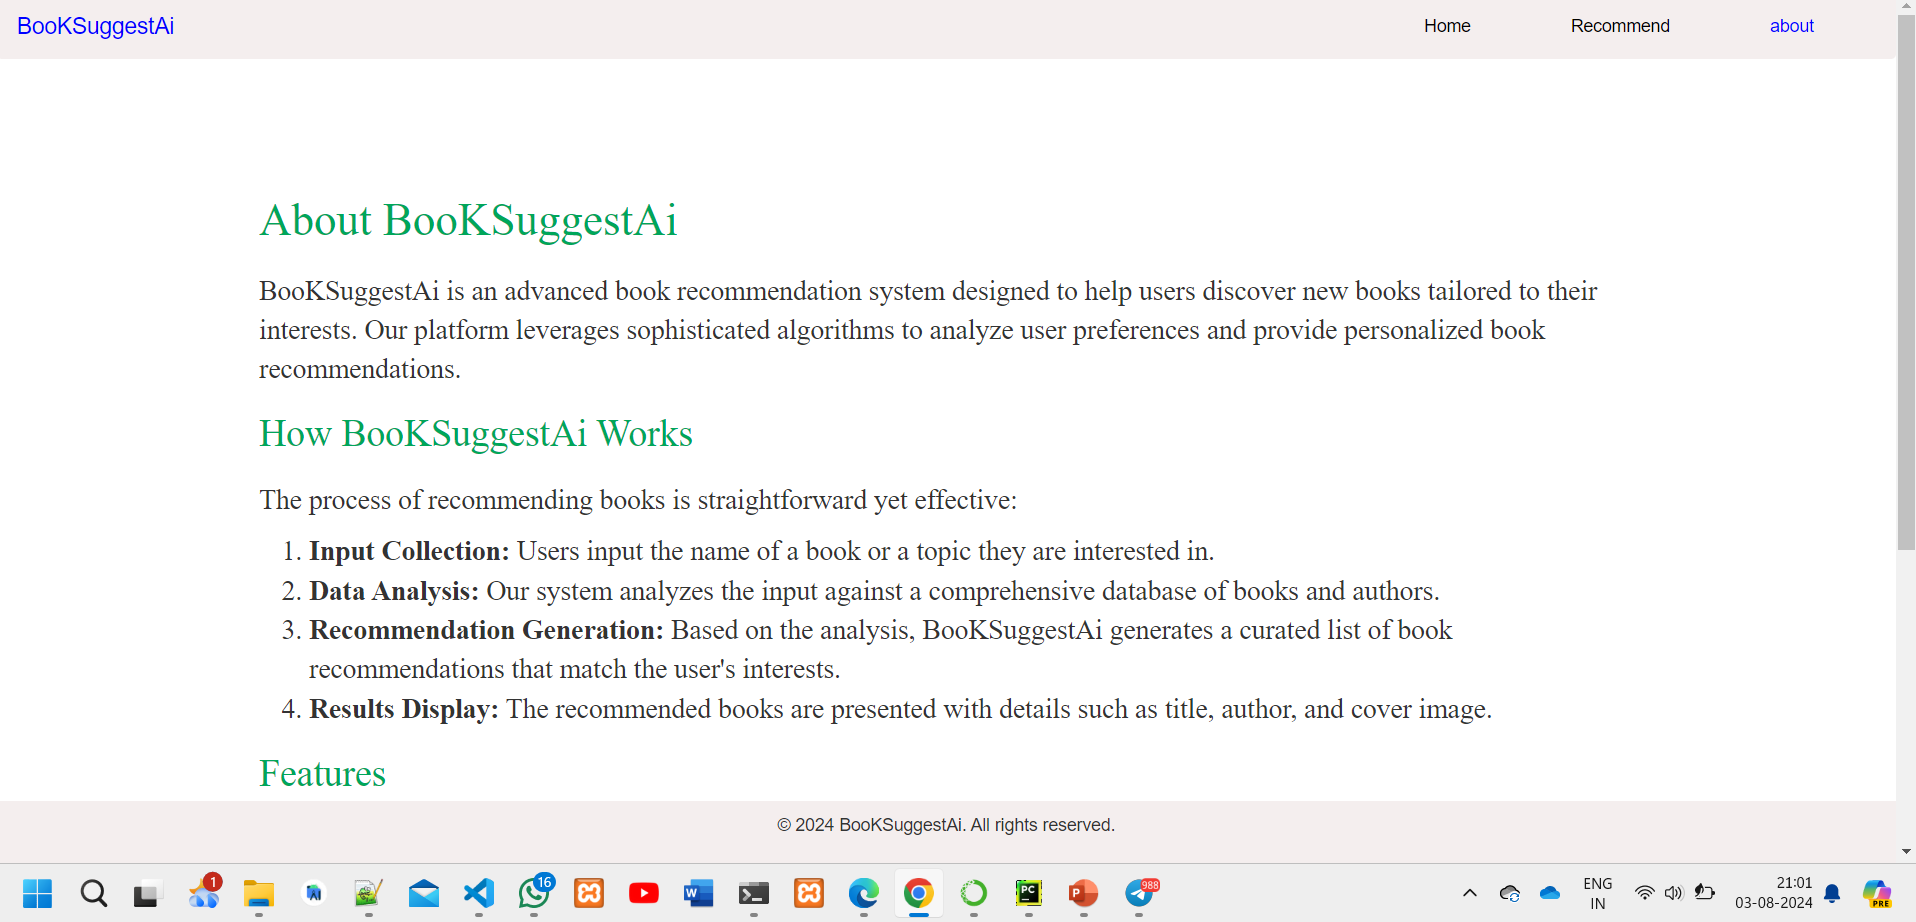 BooKSuggestAi
Home Recommend about
About BooKSuggestAi
BooKSuggestAi is an advanced book recommendation system designed to help users discover new books tailored to their
interests. Our platform leverages sophisticated algorithms to analyze user preferences and provide personalized book
recommendations.
How BooKSuggestAi Works
The process of recommending books is straightforward yet effective:
1. Input Collection: Users input the name of a book or a topic they are interested in.
2. Data Analysis: Our system analyzes the input against a comprehensive database of books and authors.
3. Recommendation Generation: Based on the analysis, BooKSuggestAi generates a curated list of book
recommendations that match the user's interests.
4. Results Display: The recommended books are presented with details such as title, author, and cover image.
Features
© 2024 BooKSuggestAi. All rights reserved.
1
16
W
PC
P
988
ENG
IN
21:01
03-08-2024
PRE